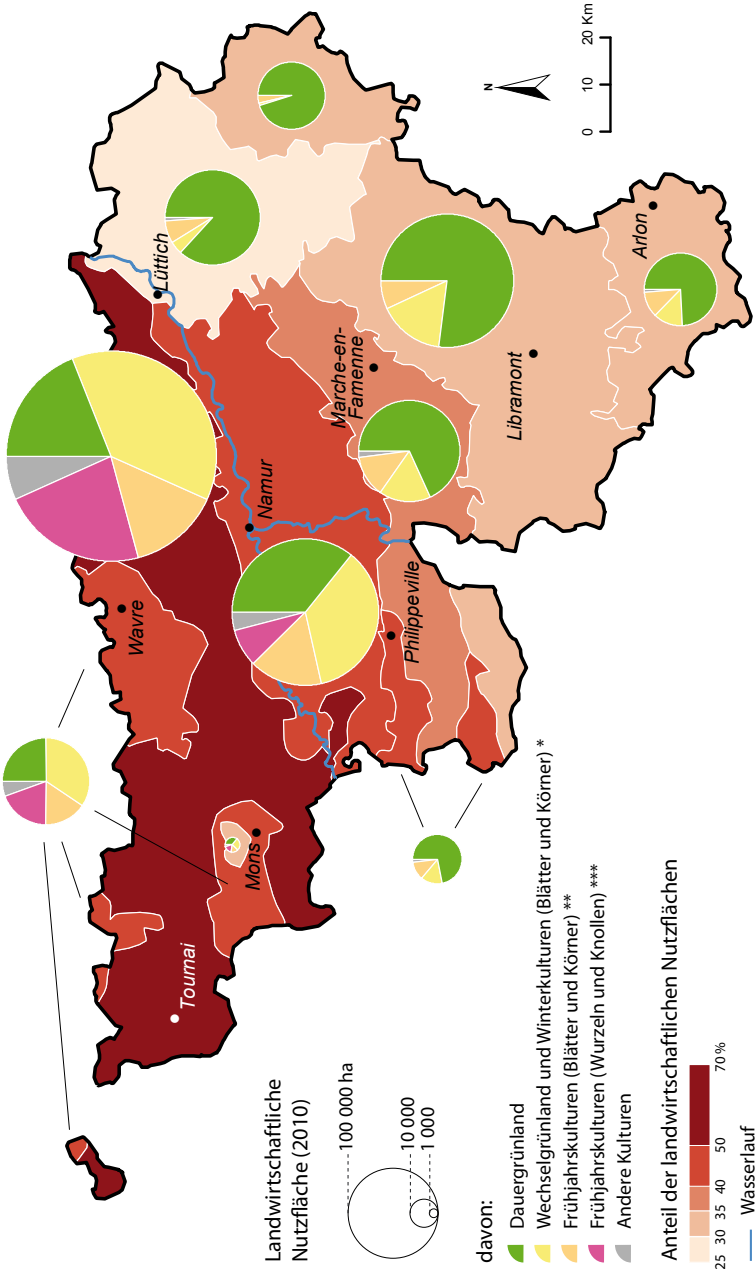 Landwirtschaftliche
Nutzfläche (2010)
100 000 ha
10 000
1 000
davon:
Dauergrünland
Wechselgrünland und Winterkulturen (Blätter und Körner) *
Frühjahrskulturen (Blätter und Körner) **
Frühjahrskulturen (Wurzeln und Knollen) ***
Andere Kulturen
Anteil der landwirtschaftlichen Nutzflächen
25 30 35 40 50 70 %
Wasserlauf
Tournai
Mons
Wavre
Namur
Philippeville
Lüttich
Marche-en-
Famenne
Libramont
Arlon
N
0 10 20 Km